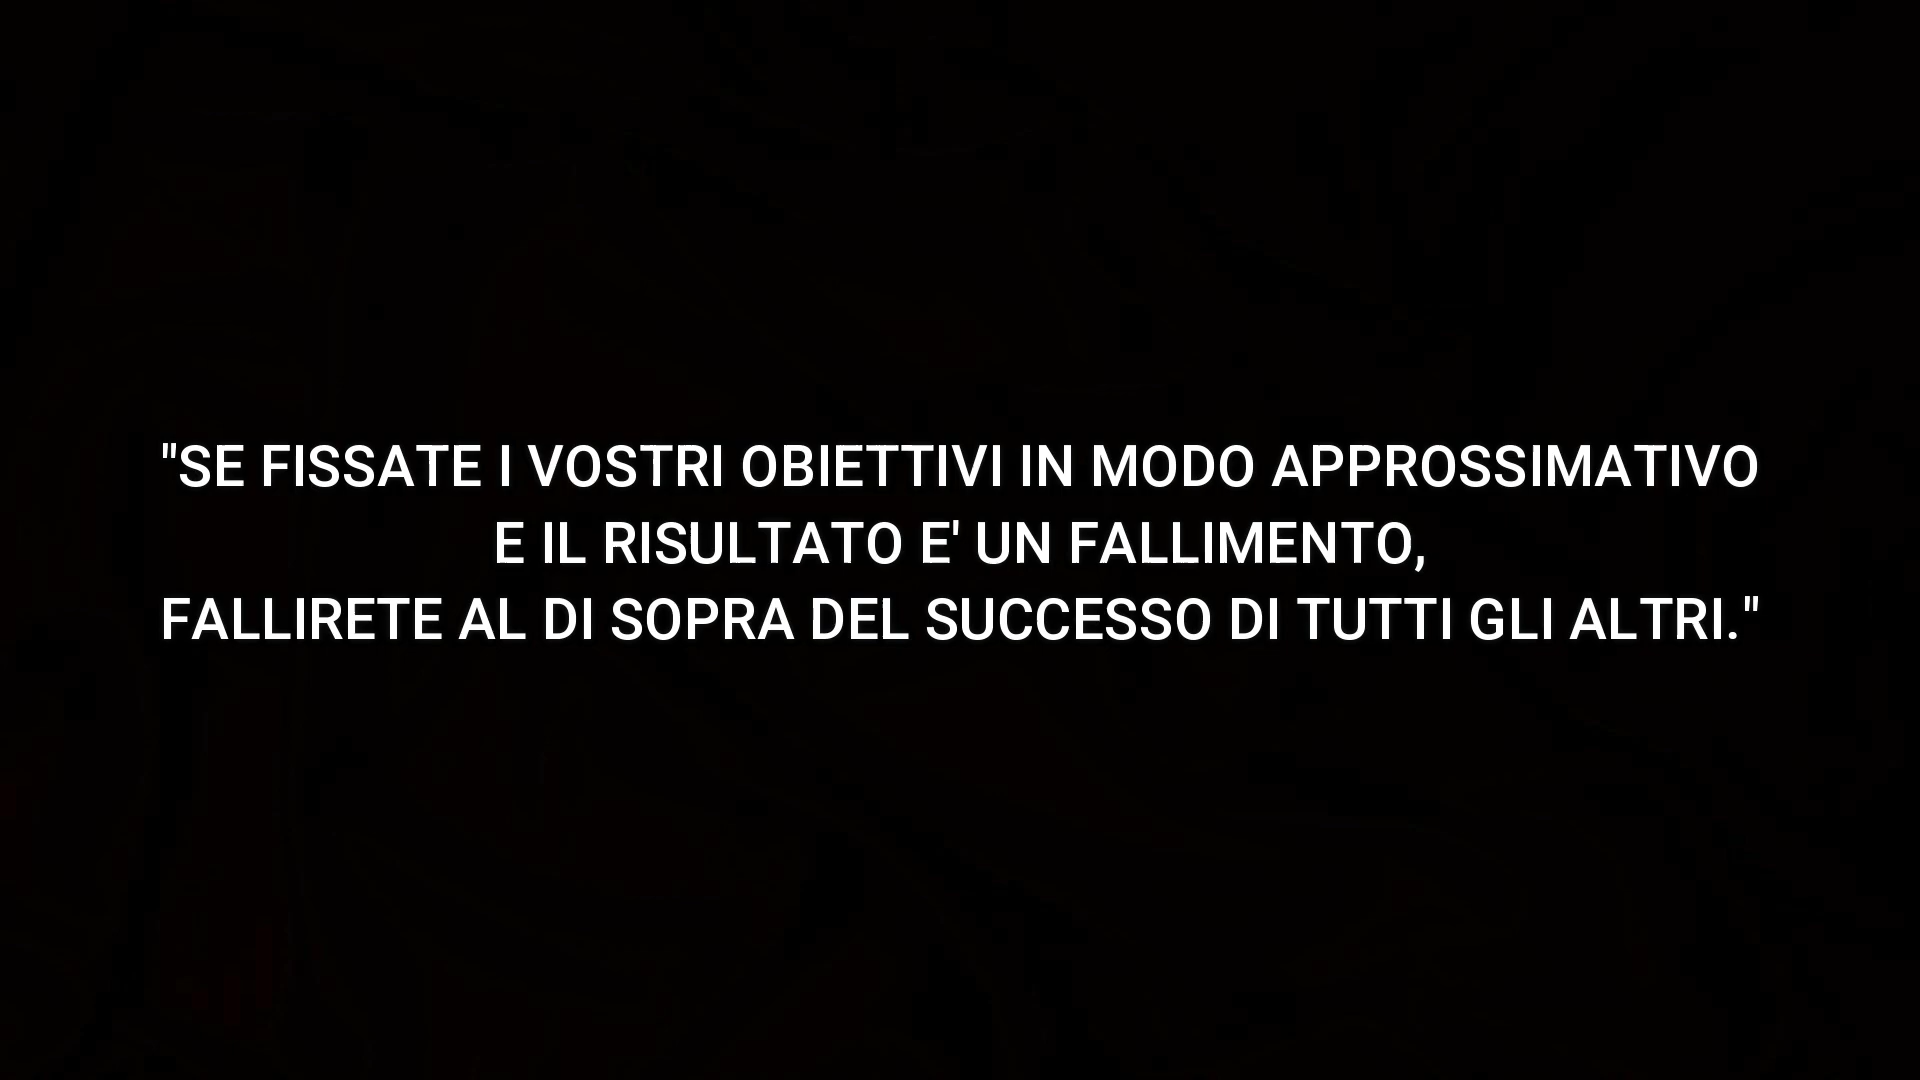 "SE FISSATE I VOSTRI OBIETTIVI IN MODO APPROSSIMATIVO
E IL RISULTATO E' UN FALLIMENTO,
FALLIRETE AL DI SOPRA DEL SUCCESSO DI TUTTI GLI ALTRI."